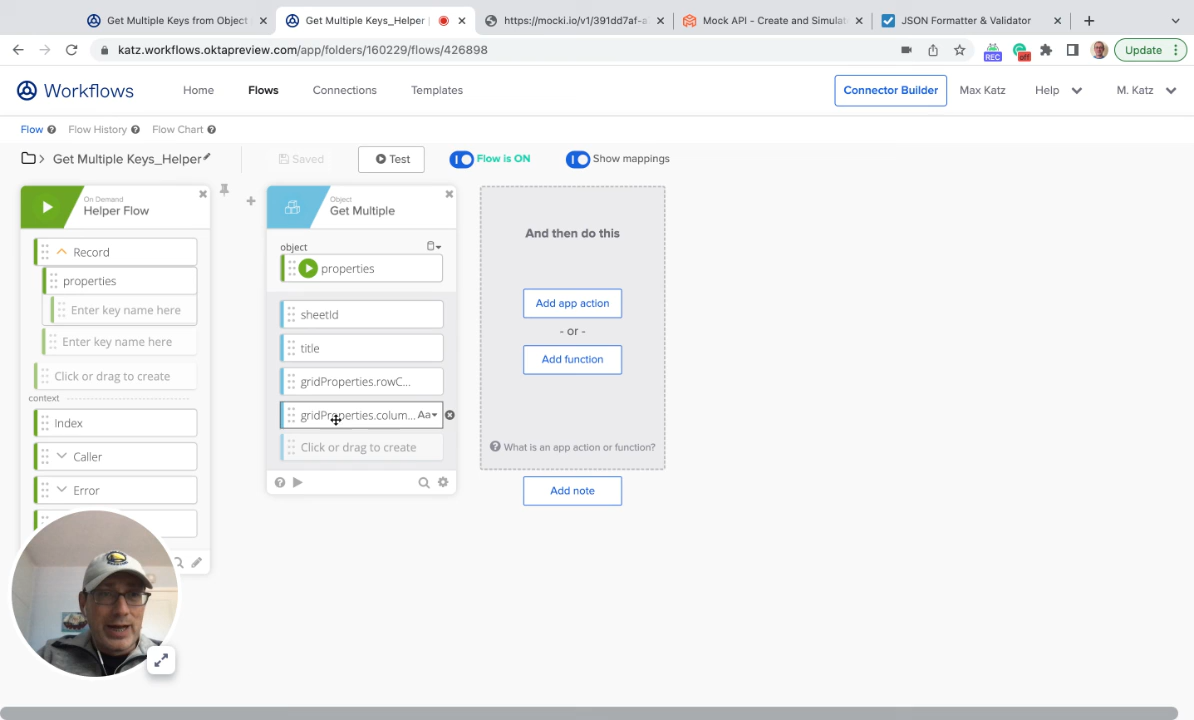 Get Multiple Keys from Object
Get Multiple Keys_Helper |
https://mocki.io/v1/391dd7af-a
Mock API - Create and Simulat
JSON Formatter & Validator
katz.workflows.oktapreview.com/app/folders/160229/flows/426898
REC
off
Update
Workflows
Home
Flows
Connections
Templates
Connector Builder
Max Katz
Help
M. Katz
Flow
Flow History
Flow Chart
Get Multiple Keys_Helper
Saved
Test
Flow is ON
Show mappings
On Demand
Helper Flow
Record
properties
Enter key name here
Enter key name here
Click or drag to create
context
Index
Caller
Error
Object
Get Multiple
object
properties
sheetId
title
gridProperties.rowC...
gridProperties.colum...
Aa
Click or drag to create
And then do this
Add app action
- or -
Add function
What is an app action or function?
Add note